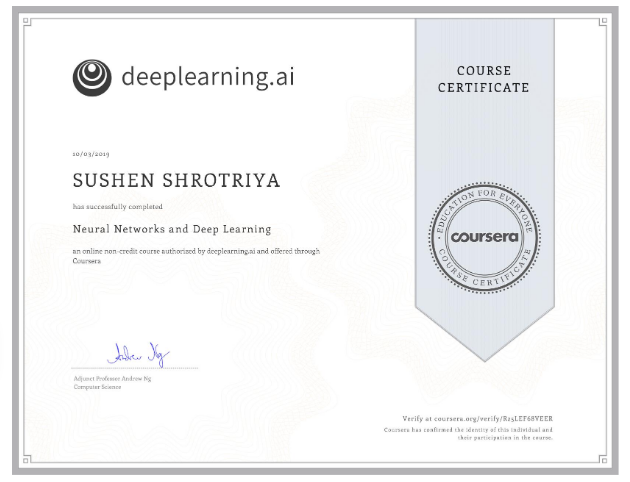 deeplearning.ai
COURSE
CERTIFICATE
10/03/2019
SUSHEN SHROTRIYA
has successfully completed
Neural Networks and Deep Learning
an online non-credit course authorized by deeplearning.ai and offered through
Coursera
EDUCATION FOR EVERYONE
coursera
COURSE CERTIFICATE
Andrew Ng
Adjunct Professor Andrew Ng
Computer Science
Verify at coursera.org/verify/R25LEF68VEER
Coursera has confirmed the identity of this individual and
their participation in the course.